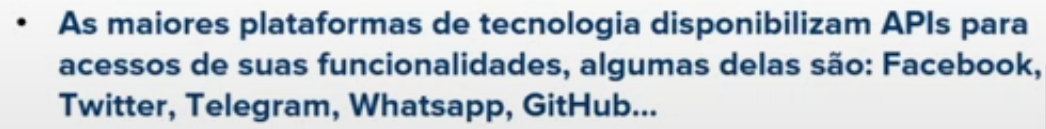 • As maiores plataformas de tecnologia disponibilizam APIs para
acessos de suas funcionalidades, algumas delas são: Facebook,
Twitter, Telegram, Whatsapp, GitHub...